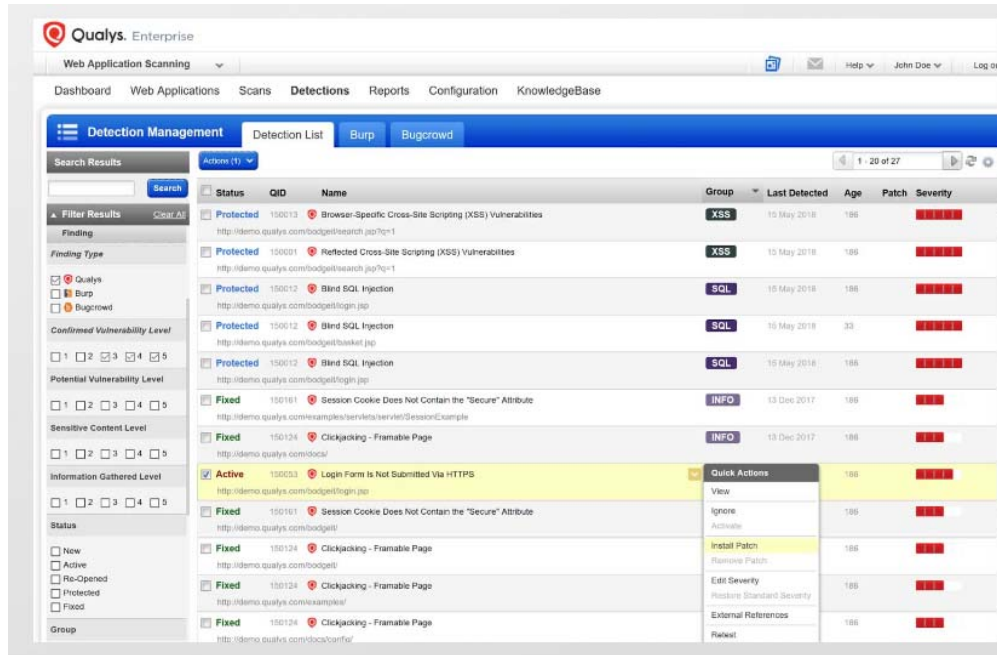 Qualys. Enterprise
Web Application Scanning
Help John Doe Log ou
Dashboard Web Applications Scans Detections Reports Configuration KnowledgeBase
Detection Management Detection List Burp Bugcrowd
Search Results Actions (1) 1 - 20 of 27
Search
Status QID Name Group Last Detected Age Patch Severity
Filter Results Clear All
Finding
Finding Type
Qualys
Burp
Bugcrowd
Confirmed Vulnerability Level
1 2 3 4 5
Potential Vulnerability Level
1 2 3 4 5
Sensitive Content Level
1 2 3 4 5
Information Gathered Level
1 2 3 4 5
Status
New
Active
Re-Opened
Protected
Fixed
Group
Protected 150013 Browser-Specific Cross-Site Scripting (XSS) Vulnerabilities XSS 15 May 2018 186
http://demo.qualys.com/bodgeit/search.jsp?q=1
Protected 150001 Reflected Cross-Site Scripting (XSS) Vulnerabilities XSS 15 May 2018 186
http://demo.qualys.com/bodgeit/search.jsp?q=1
Protected 150012 Blind SQL Injection SQL 15 May 2018 186
http://demo.qualys.com/bodgeit/login.jsp
Protected 150012 Blind SQL Injection SQL 15 May 2018 33
http://demo.qualys.com/bodgeit/basket.jsp
Protected 150012 Blind SQL Injection SQL 15 May 2018 186
http://demo.qualys.com/bodgeit/login.jsp
Fixed 150161 Session Cookie Does Not Contain the "Secure" Attribute INFO 13 Dec 2017 186
http://demo.qualys.com/examples/servlets/servlet/SessionExample
Fixed 150124 Clickjacking - Framable Page INFO 13 Dec 2017 186
http://demo.qualys.com/docs/
Active 150053 Login Form Is Not Submitted Via HTTPS 186
http://demo.qualys.com/bodgeit/login.jsp
Fixed 150161 Session Cookie Does Not Contain the "Secure" Attribute 186
http://demo.qualys.com/bodgeit/
Fixed 150124 Clickjacking - Framable Page 186
http://demo.qualys.com/bodgeit/
Fixed 150124 Clickjacking - Framable Page 186
http://demo.qualys.com/examples/
Fixed 150124 Clickjacking - Framable Page 186
http://demo.qualys.com/docs/config/
Quick Actions
View
Ignore
Activate
Install Patch
Remove Patch
Edit Severity
Restore Standard Severity
External References
Retest